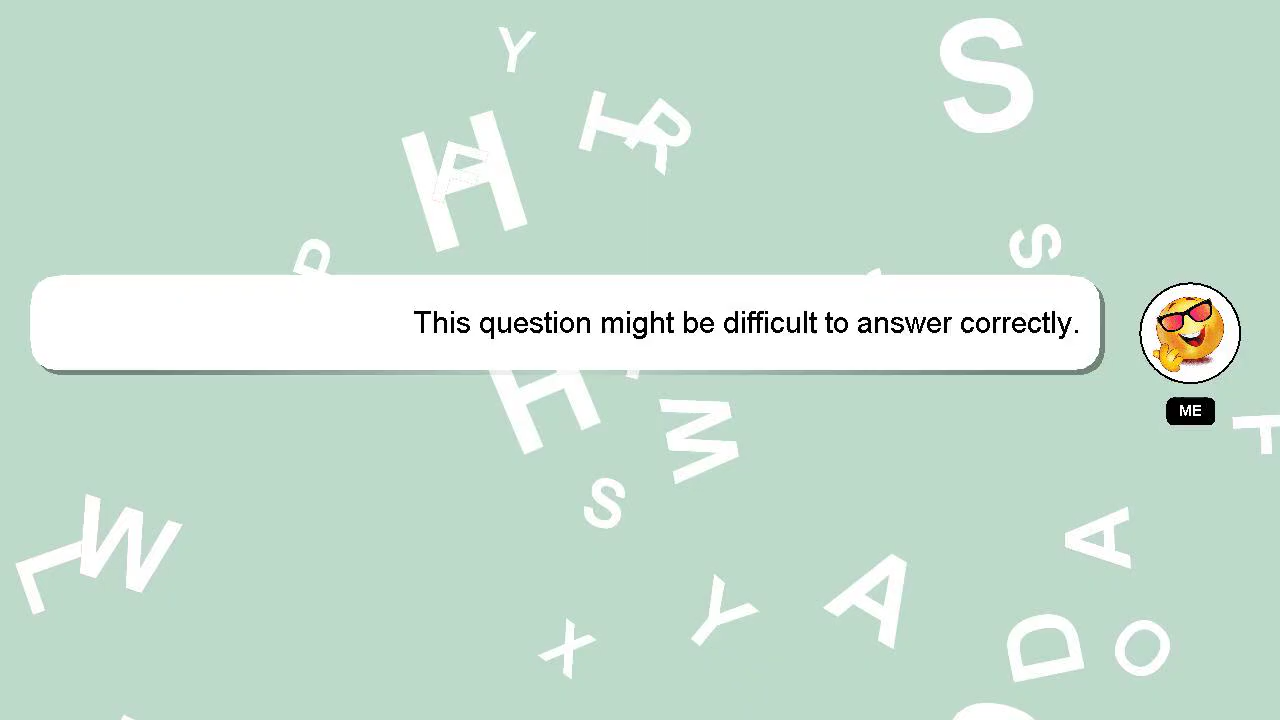 This question might be difficult to answer correctly.
ME
Y
S
T
R
H
A
P
S
H
W
T
S
W
L
A
A
Y
X
D
O